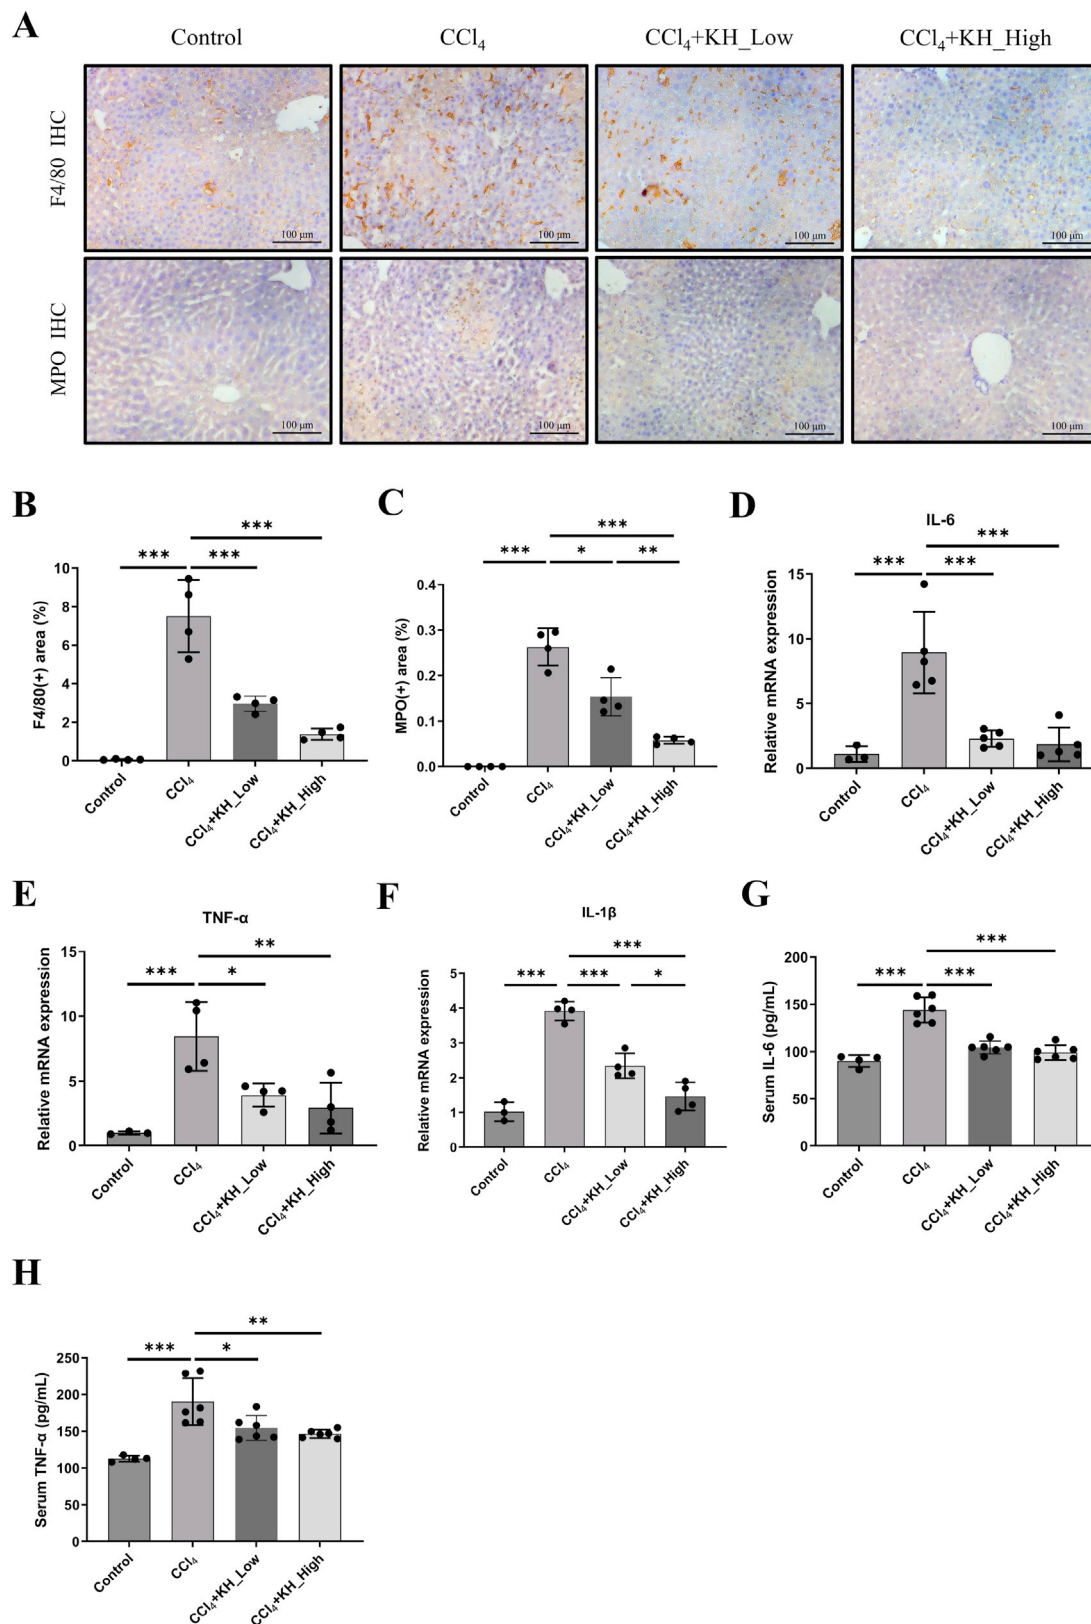 A
Control CCl₄ CCl₄+KH_Low CCl₄+KH_High
F4/80 IHC
100 μm 100 μm 100 μm 100 μm
MPO IHC
100 μm 100 μm 100 μm 100 μm
B
***
*** ***
F4/80(+) area (%)
10
8
6
4
2
0
Control CCl₄ CCl₄+KH_Low CCl₄+KH_High
C
***
*** * **
MPO(+) area (%)
0.4
0.3
0.2
0.1
0.0
Control CCl₄ CCl₄+KH_Low CCl₄+KH_High
D
IL-6
***
*** ***
Relative mRNA expression
15
10
5
0
Control CCl₄ CCl₄+KH_Low CCl₄+KH_High
E
TNF-α
**
*** *
Relative mRNA expression
15
10
5
0
Control CCl₄ CCl₄+KH_Low CCl₄+KH_High
F
IL-1β
***
*** *** *
Relative mRNA expression
5
4
3
2
1
0
Control CCl₄ CCl₄+KH_Low CCl₄+KH_High
G
***
*** ***
Serum IL-6 (pg/mL)
200
150
100
50
0
Control CCl₄ CCl₄+KH_Low CCl₄+KH_High
H
**
*** *
Serum TNF-α (pg/mL)
250
200
150
100
50
0
Control CCl₄ CCl₄+KH_Low CCl₄+KH_High